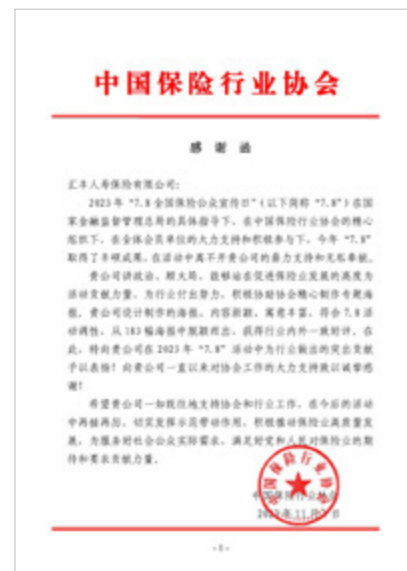 中国保险行业协会
感 谢 函
汇丰人寿保险有限公司:
2023 年 “7.8 全国保险公众宣传日”(以下简称 “7.8”)在国
家金融监督管理总局的具体指导下,在中国保险行业协会的精心
组织下,在全体会员单位的大力支持和积极参与下,今年 “7.8”
取得了丰硕成果。在活动中离不开贵公司的鼎力支持和无私奉献。
贵公司讲政治、顾大局,能够站在促进保险业发展的高度为
活动贡献力量,为行业付出努力,积极协助协会精心制作专题海
报。贵公司设计制作的海报,内容新颖、寓意丰富,符合 7.8 活
动调性,从 183 幅海报中脱颖而出,获得行业内外一致好评。在
此,特向贵公司在 2023 年 “7.8” 活动中为行业做出的突出贡献
予以表扬!向贵公司一直以来对协会工作的大力支持致以诚挚感
谢!
希望贵公司一如既往地支持协会和行业工作,在今后的活动
中再接再厉,切实发挥示范带动作用,积极推动保险业高质量发
展,为服务好社会公众实际需求,满足好党和人民对保险业的期
待和要求贡献力量。
中国保险行业协会
中国保险行业协会
2023 年 11 月 日
- 1 -